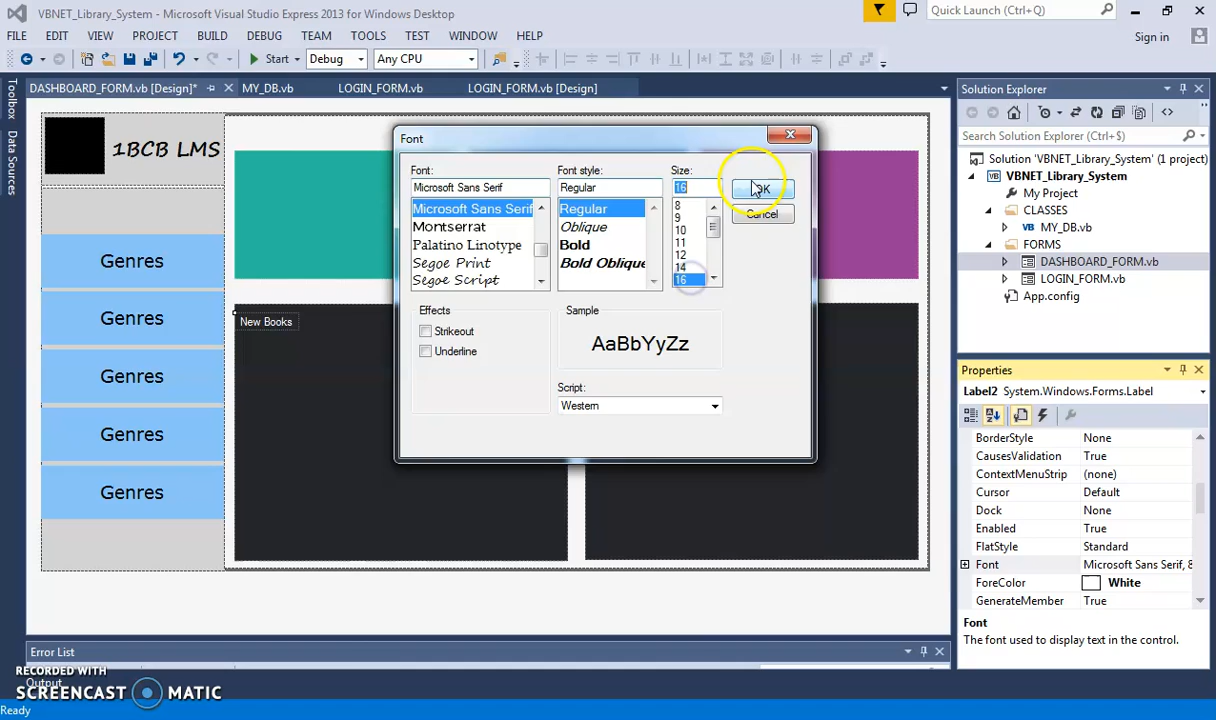 VBNET_Library_System - Microsoft Visual Studio Express 2013 for Windows Desktop
Quick Launch (Ctrl+Q)
FILE EDIT VIEW PROJECT BUILD DEBUG TEAM TOOLS TEST WINDOW HELP
Sign in
Start Debug Any CPU
DASHBOARD_FORM.vb [Design]* MY_DB.vb LOGIN_FORM.vb LOGIN_FORM.vb [Design]
Toolbox
Data Sources
1BCB LMS
Genres
Genres
Genres
Genres
Genres
New Books
Font
Font: Font style: Size:
Microsoft Sans Serif Regular 16
OK
Cancel
Microsoft Sans Serif
Montserrat
Palatino Linotype
Segoe Print
Segoe Script
Regular
Oblique
Bold
Bold Oblique
8
9
10
11
12
14
16
Effects
Strikeout
Underline
Sample
AaBbYyZz
Script:
Western
Solution Explorer
Search Solution Explorer (Ctrl+$)
Solution 'VBNET_Library_System' (1 project)
VBNET_Library_System
My Project
CLASSES
MY_DB.vb
FORMS
DASHBOARD_FORM.vb
LOGIN_FORM.vb
App.config
Properties
Label2 System.Windows.Forms.Label
BorderStyle None
CausesValidation True
ContextMenuStrip (none)
Cursor Default
Dock None
Enabled True
FlatStyle Standard
Font Microsoft Sans Serif, 8
ForeColor White
GenerateMember True
Font
The font used to display text in the control.
Error List
Output
RECORDED WITH
SCREENCAST MATIC
Ready